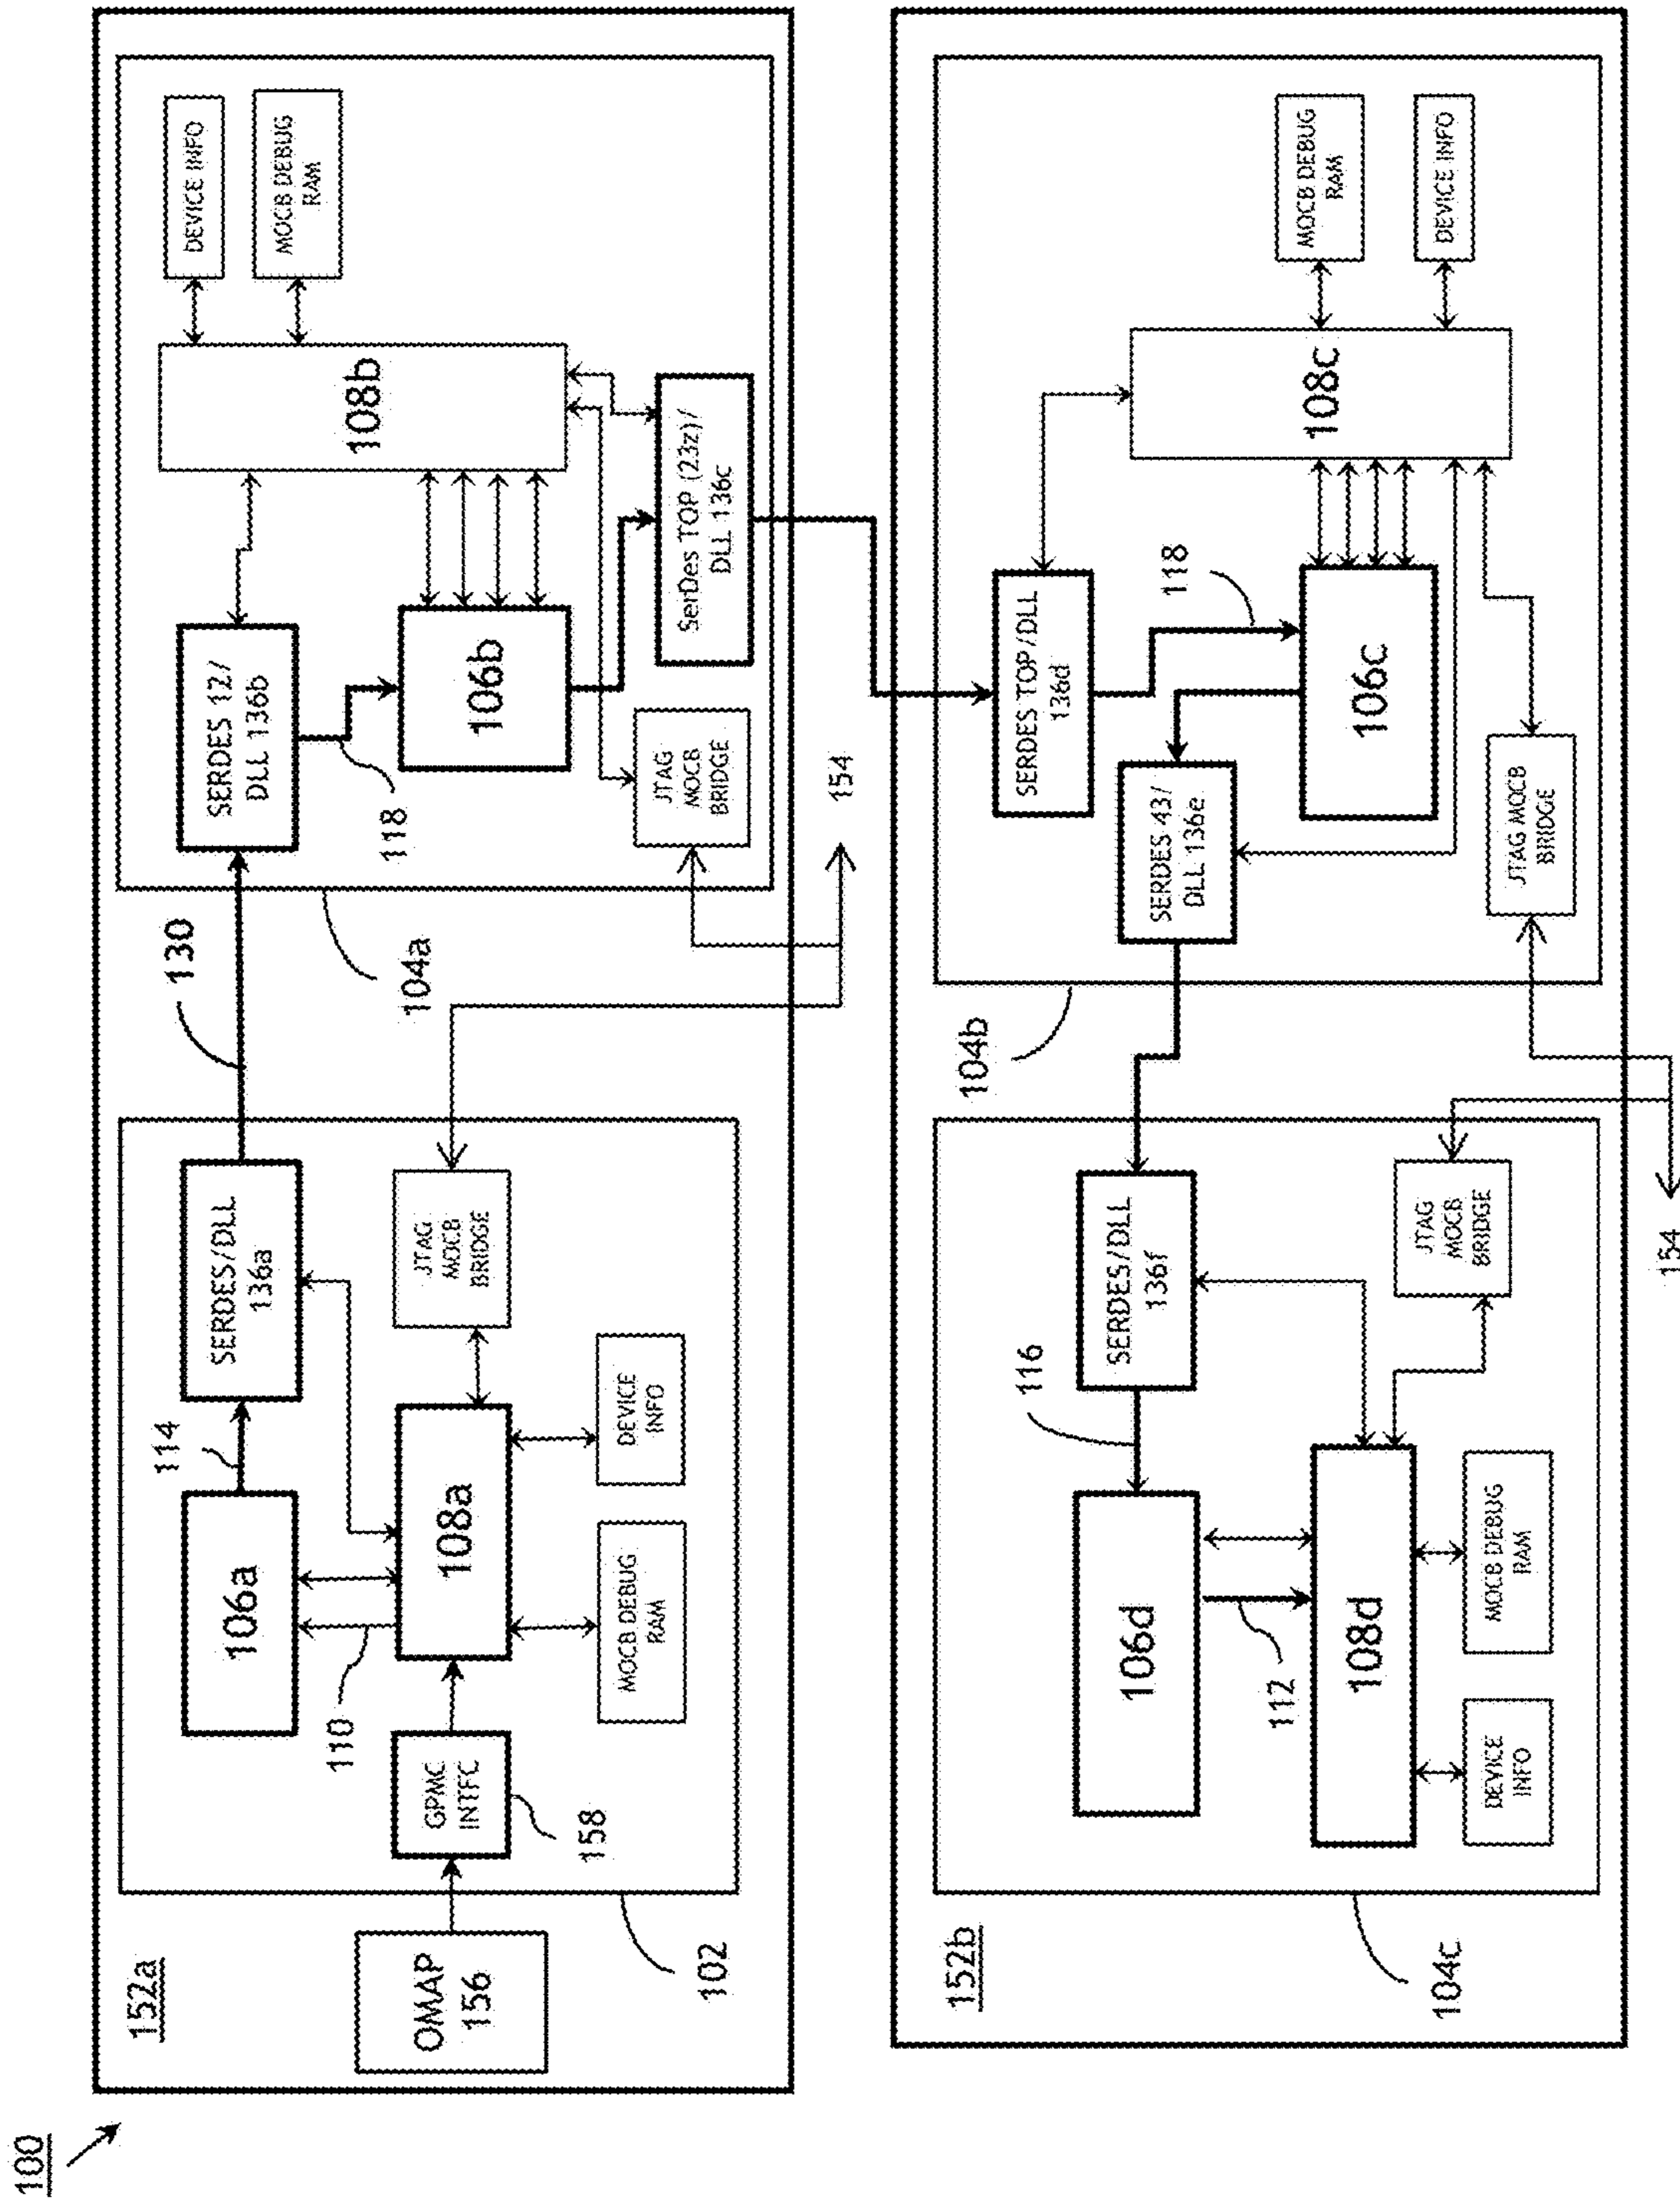 100
152a
OMAP
156
102
GPMC
INTFC
158
106a
110
114
108a
SERDES/DLL
136a
JTAG
MOCB
BRIDGE
MOCB DEBUG
RAM
DEVICE
INFO
130
104a
SERDES 12/
DLL 136b
118
106b
108b
DEVICE INFO
MOCB DEBUG
RAM
JTAG
MOCB
BRIDGE
SerDes TOP (23z)/
DLL 136c
154
152b
104c
106d
112
108d
116
SERDES/DLL
136f
DEVICE
INFO
MOCB DEBUG
RAM
JTAG
MOCB
BRIDGE
154
104b
SERDES TOP/DLL
136d
118
SERDES 43/
DLL 136e
106c
108c
MOCB DEBUG
RAM
DEVICE INFO
JTAG MOCB
BRIDGE